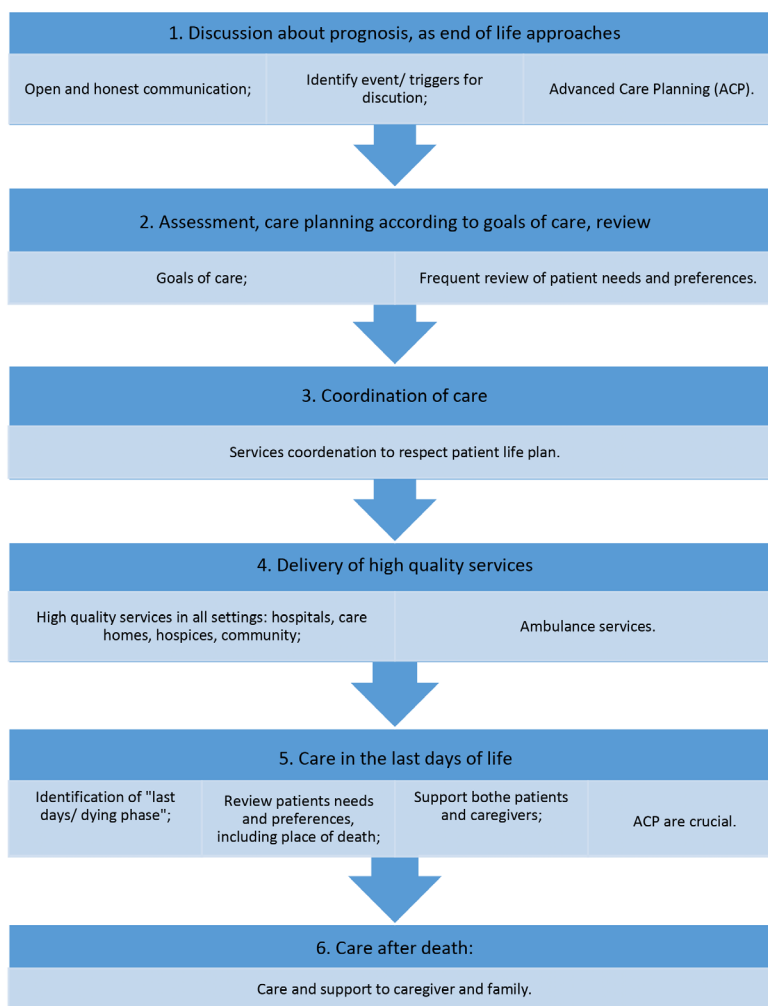 1. Discussion about prognosis, as end of life approaches
Open and honest communication;
Identify event/ triggers for
discution;
Advanced Care Planning (ACP).
2. Assessment, care planning according to goals of care, review
Goals of care;
Frequent review of patient needs and preferences.
3. Coordination of care
Services coordenation to respect patient life plan.
4. Delivery of high quality services
High quality services in all settings: hospitals, care
homes, hospices, community;
Ambulance services.
5. Care in the last days of life
Identification of "last
days/ dying phase";
Review patients needs
and preferences,
including place of death;
Support bothe patients
and caregivers;
ACP are crucial.
6. Care after death:
Care and support to caregiver and family.